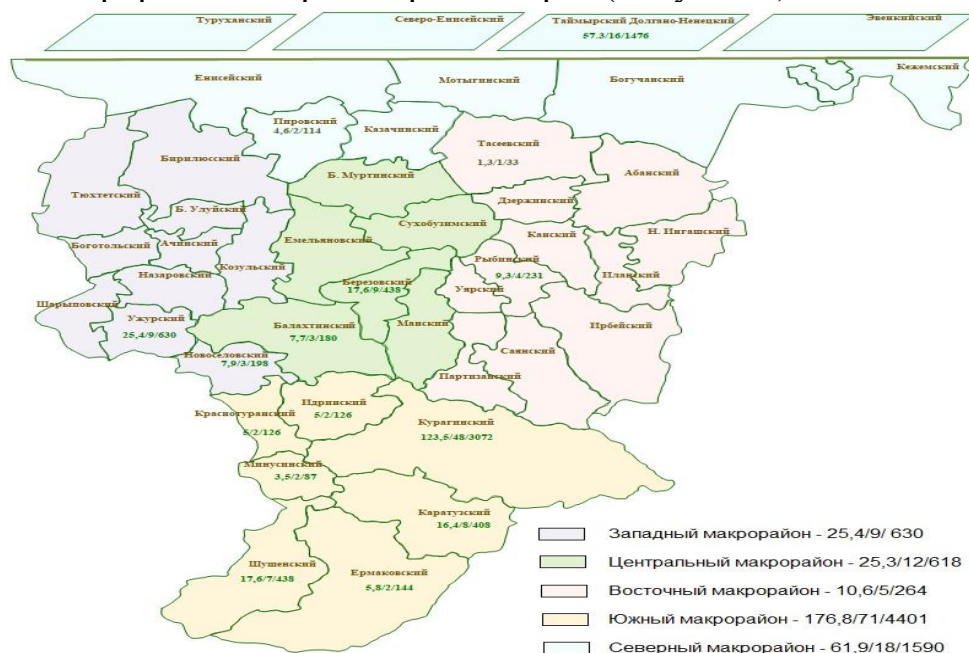 Туруханский
Северо-Енисейский
Таймырский Долгано-Ненецкий
57.3/16/1476
Эвенкийский
Енисейский
Мотыгинский
Богучанский
Кежемский
Пировский
4,6/2/114
Казачинский
Тасеевский
1,3/1/33
Бирилюсский
Абанский
Б. Муртинский
Тюхтетский
Дзержинский
Б. Улуйский
Сухобузимский
Емельяновский
Канский
Н. Ингашский
Боготольский
Ачинский
Козульский
Рыбинский
9,3/4/231
Назаровский
Березовский
17,6/9/438
Уярский
Шарыповский
Ужурский
25,4/9/630
Балахтинский
7,7/3/180
Манский
Ирбейский
Новоселовский
7,9/3/198
Саянский
Партизанский
Идринский
5/2/126
Краснотуранский
5/2/126
Курагинский
123,5/48/3072
Минусинский
3,5/2/87
Каратузский
16,4/8/408
Шушенский
17,6/7/438
Ермаковский
5,8/2/144
Западный макрорайон - 25,4/9/ 630
Центральный макрорайон - 25,3/12/618
Восточный макрорайон - 10,6/5/264
Южный макрорайон - 176,8/71/4401
Северный макрорайон - 61,9/18/1590